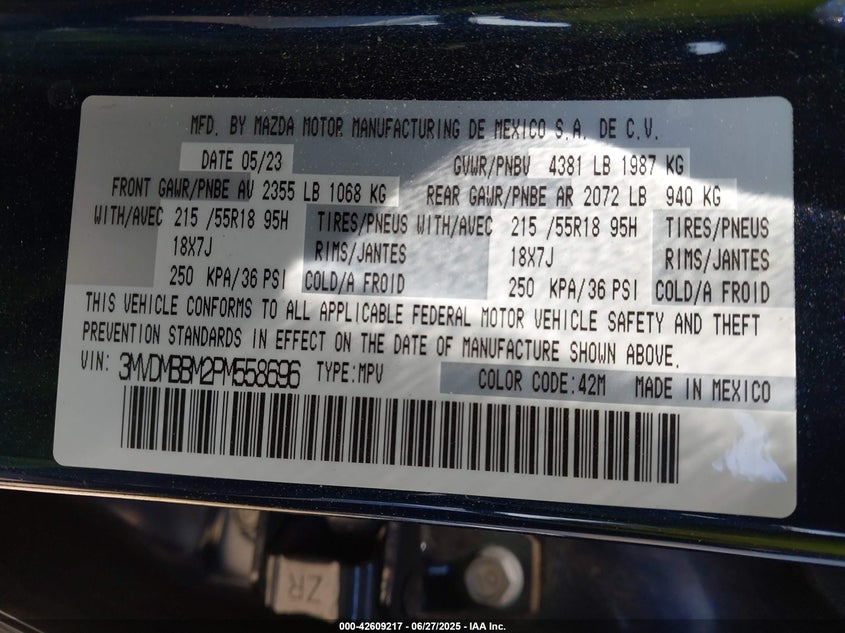 MFD. BY MAZDA MOTOR MANUFACTURING DE MEXICO S.A. DE C.V.
DATE 05/23 GVWR/PNBV 4381 LB 1987 KG
FRONT GAWR/PNBE AV 2355 LB 1068 KG REAR GAWR/PNBE AR 2072 LB 940 KG
WITH/AVEC 215 /55R18 95H TIRES/PNEUS WITH/AVEC 215 /55R18 95H TIRES/PNEUS
18X7J RIMS/JANTES 18X7J RIMS/JANTES
250 KPA/36 PSI COLD/A FROID 250 KPA/36 PSI COLD/A FROID
THIS VEHICLE CONFORMS TO ALL APPLICABLE FEDERAL MOTOR VEHICLE SAFETY AND THEFT
PREVENTION STANDARDS IN EFFECT ON THE DATE OF MANUFACTURE SHOWN ABOVE.
VIN: 3MVDMBBM2PM558696 TYPE:MPV COLOR CODE:42M MADE IN MEXICO
ZR
000-42609217 - 06/27/2025 - IAA Inc.